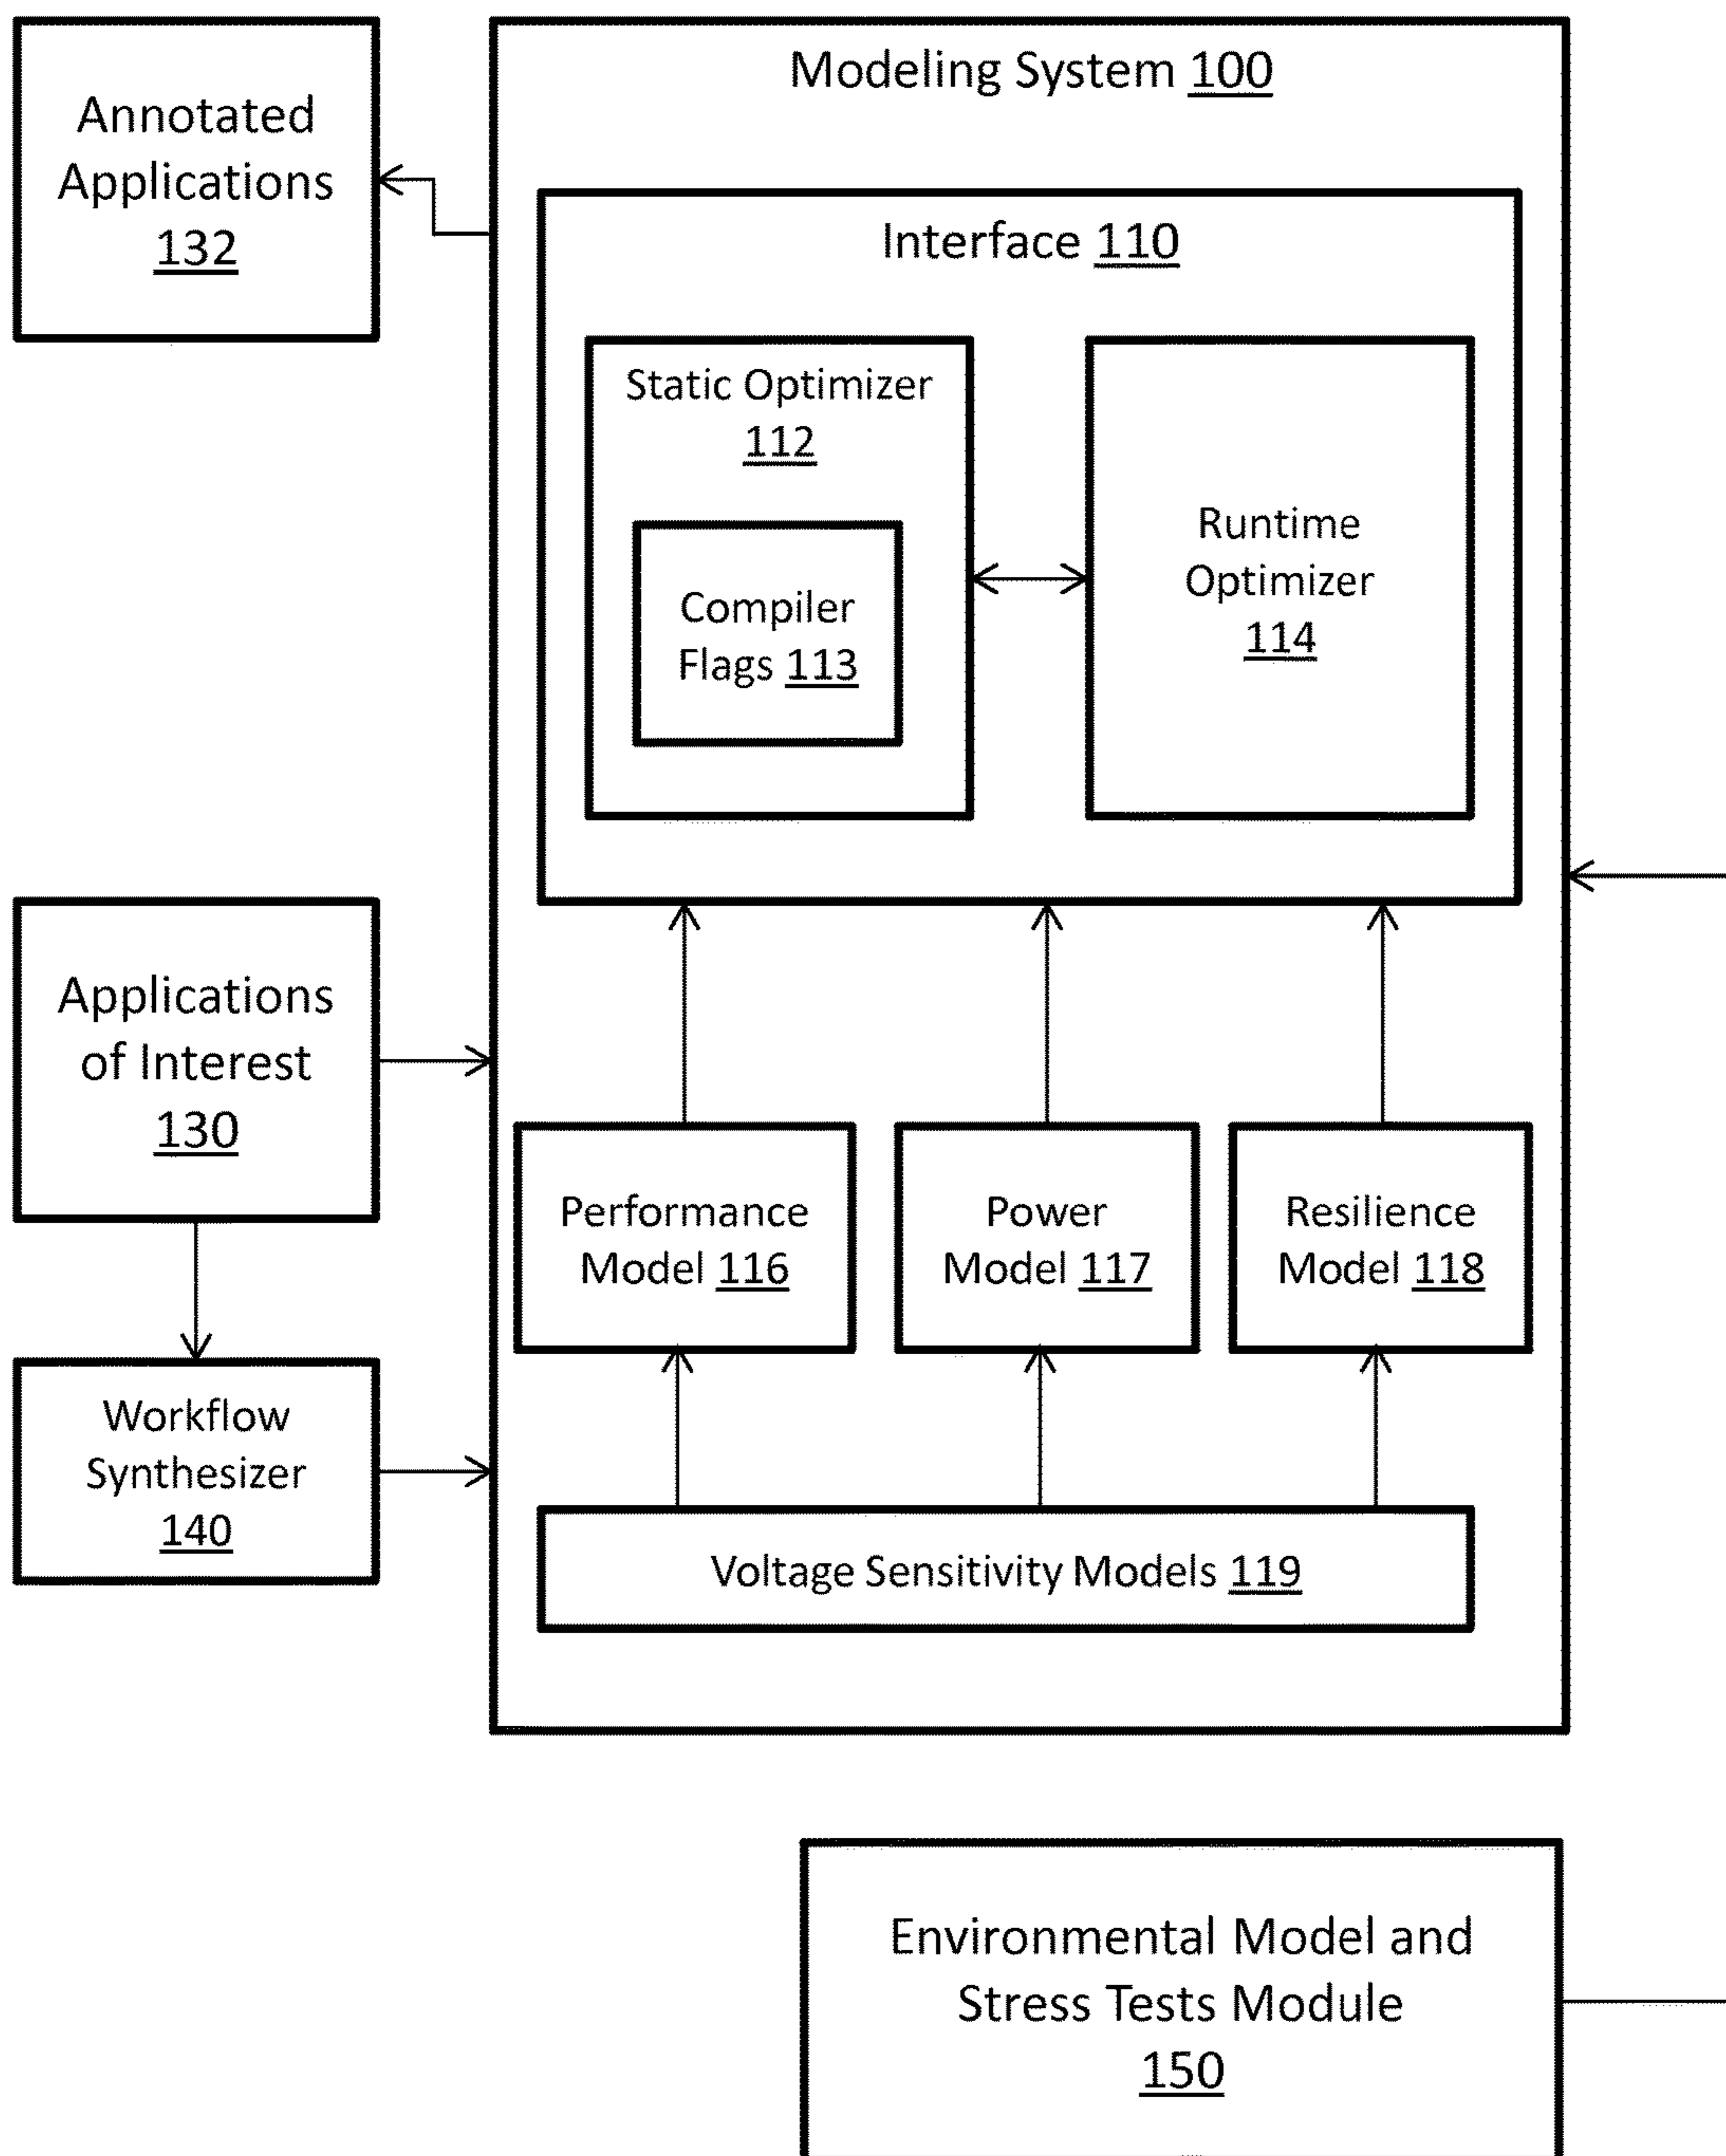 Annotated
Applications
132
Modeling System 100
Interface 110
Static Optimizer
112
Compiler
Flags 113
Runtime
Optimizer
114
Applications
of Interest
130
Performance
Model 116
Power
Model 117
Resilience
Model 118
Workflow
Synthesizer
140
Voltage Sensitivity Models 119
Environmental Model and
Stress Tests Module
150